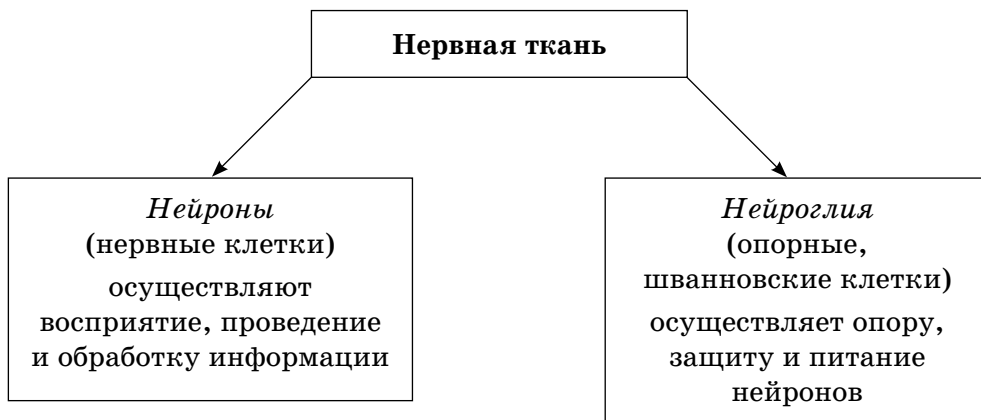 Нервная ткань
Нейроны
(нервные клетки)
осуществляют
восприятие, проведение
и обработку информации
Нейроглия
(опорные,
шванновские клетки)
осуществляет опору,
защиту и питание
нейронов